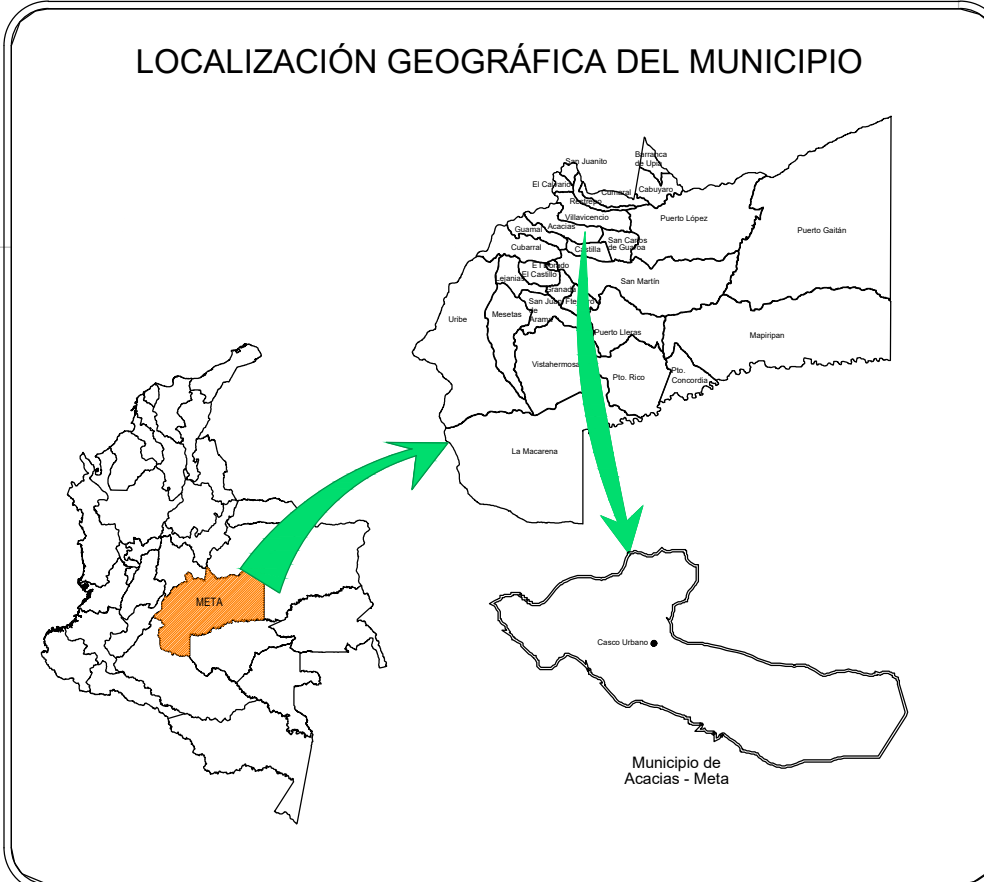 LOCALIZACIÓN GEOGRÁFICA DEL MUNICIPIO
San Juanito
Barranca
de Upia
El Calvario
Cumaral
Cabuyaro
Restrepo
Villavicencio
Puerto López
Guamal
Acacias
Puerto Gaitán
Cubarral
Castilla
San Carlos
de Guaroa
El Dorado
Lejanias
El Castillo
San Martín
Granada
Uribe
Mesetas
San Juan
de
Arama
Puerto Lleras
Mapiripan
Vistahermosa
Pto. Rico
Pto.
Concordia
La Macarena
META
Casco Urbano
Municipio de
Acacias - Meta